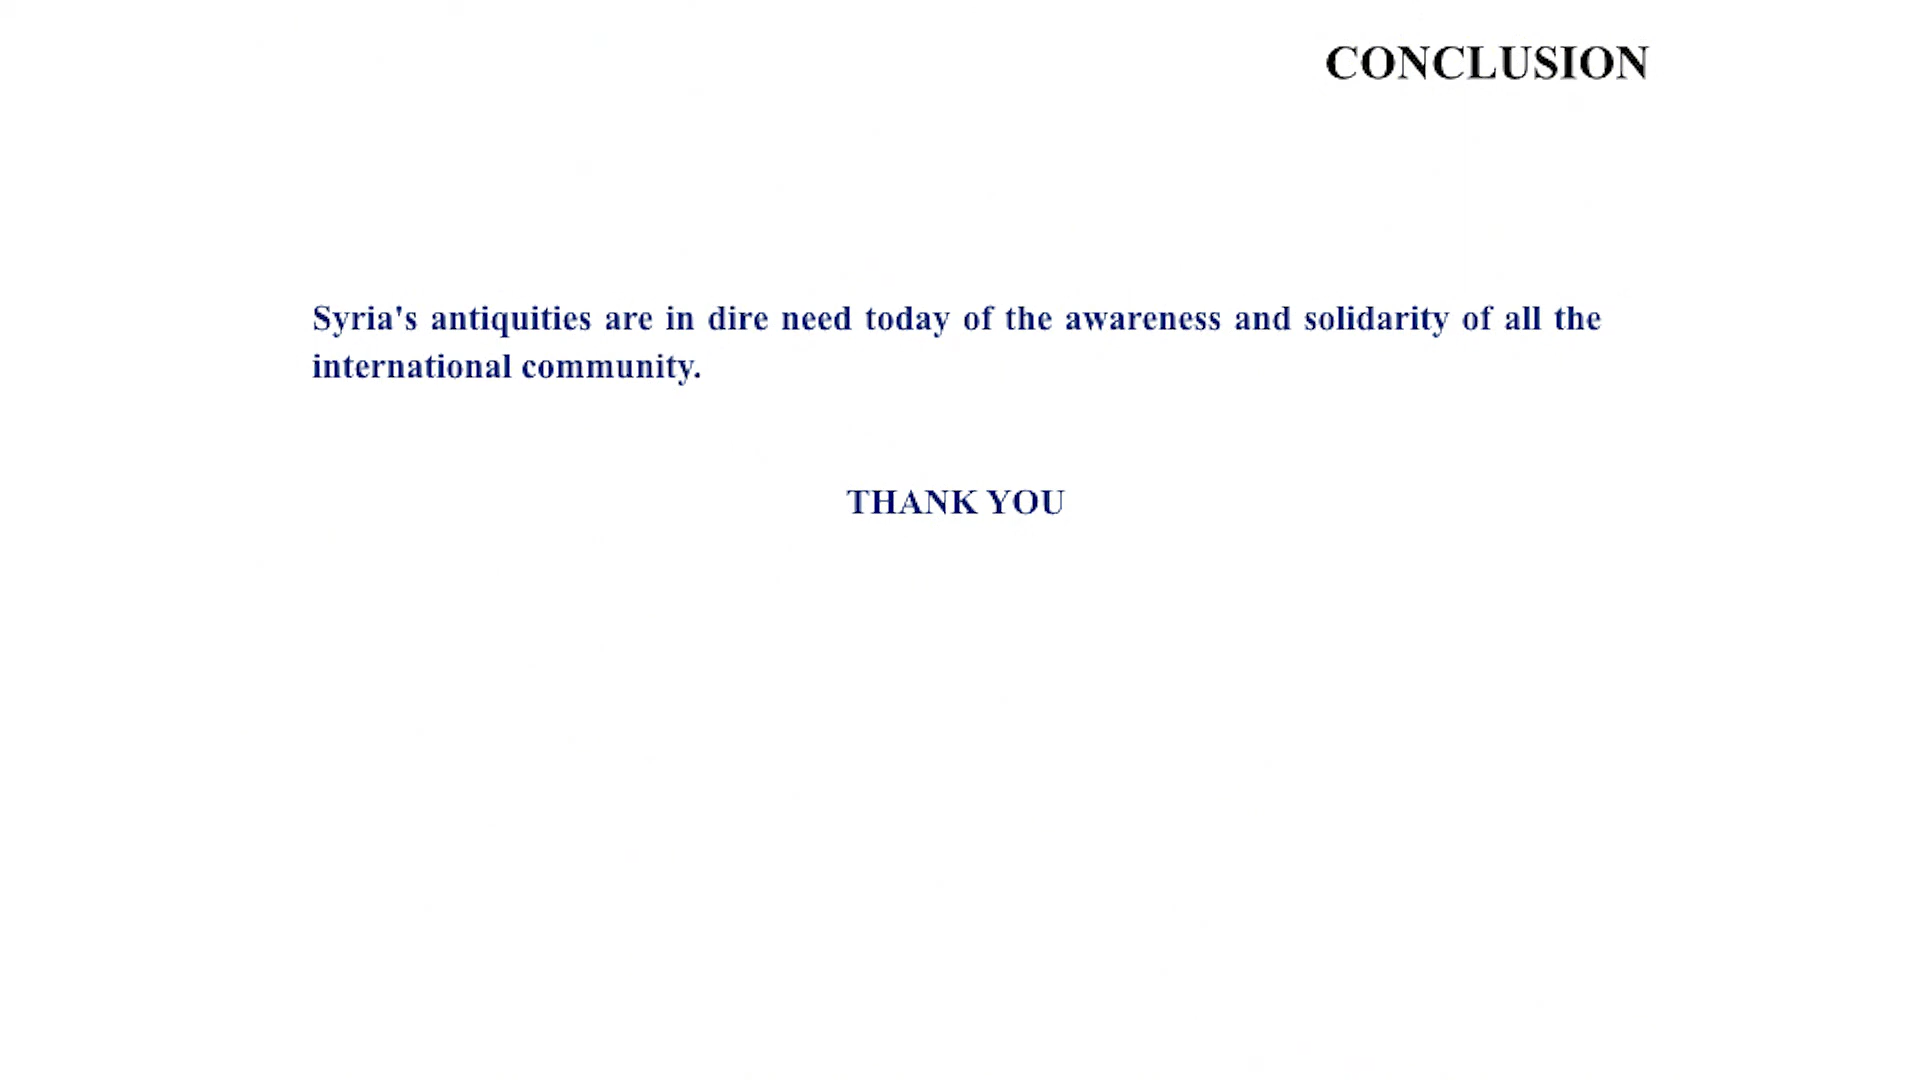 CONCLUSION
Syria's antiquities are in dire need today of the awareness and solidarity of all the
international community.
THANK YOU